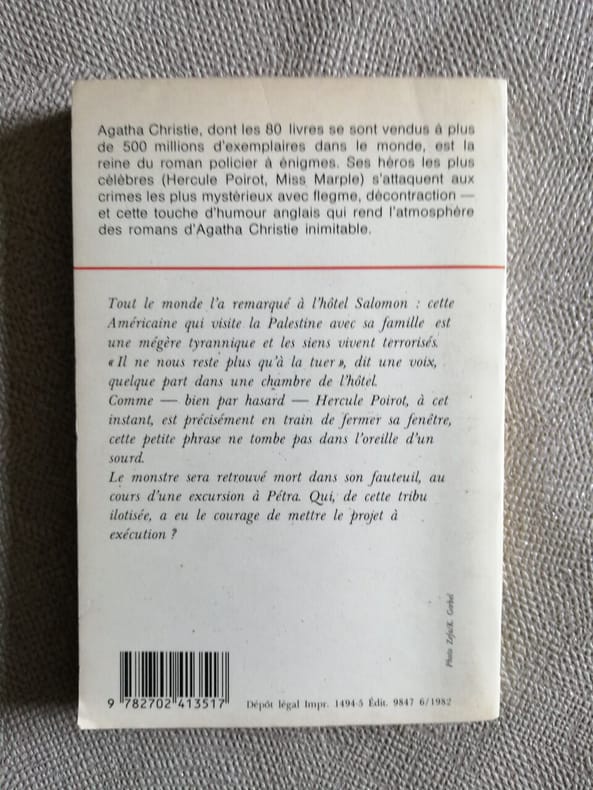 Agatha Christie, dont les 80 livres se sont vendus à plus
de 500 millions d'exemplaires dans le monde, est la
reine du roman policier à énigmes. Ses héros les plus
célèbres (Hercule Poirot, Miss Marple) s'attaquent aux
crimes les plus mystérieux avec flegme, décontraction —
et cette touche d'humour anglais qui rend l'atmosphère
des romans d'Agatha Christie inimitable.
Tout le monde l'a remarqué à l'hôtel Salomon : cette
Américaine qui visite la Palestine avec sa famille est
une mégère tyrannique et les siens vivent terrorisés.
« Il ne nous reste plus qu'à la tuer », dit une voix,
quelque part dans une chambre de l'hôtel.
Comme — bien par hasard — Hercule Poirot, à cet
instant, est précisément en train de fermer sa fenêtre,
cette petite phrase ne tombe pas dans l'oreille d'un
sourd.
Le monstre sera retrouvé mort dans son fauteuil, au
cours d'une excursion à Pétra. Qui, de cette tribu
ilotisée, a eu le courage de mettre le projet à
exécution ?
Photo Zefa/K. Goebel
9 782702 413517
Dépôt légal Impr. 1494-5 Édit. 9847 6/1982